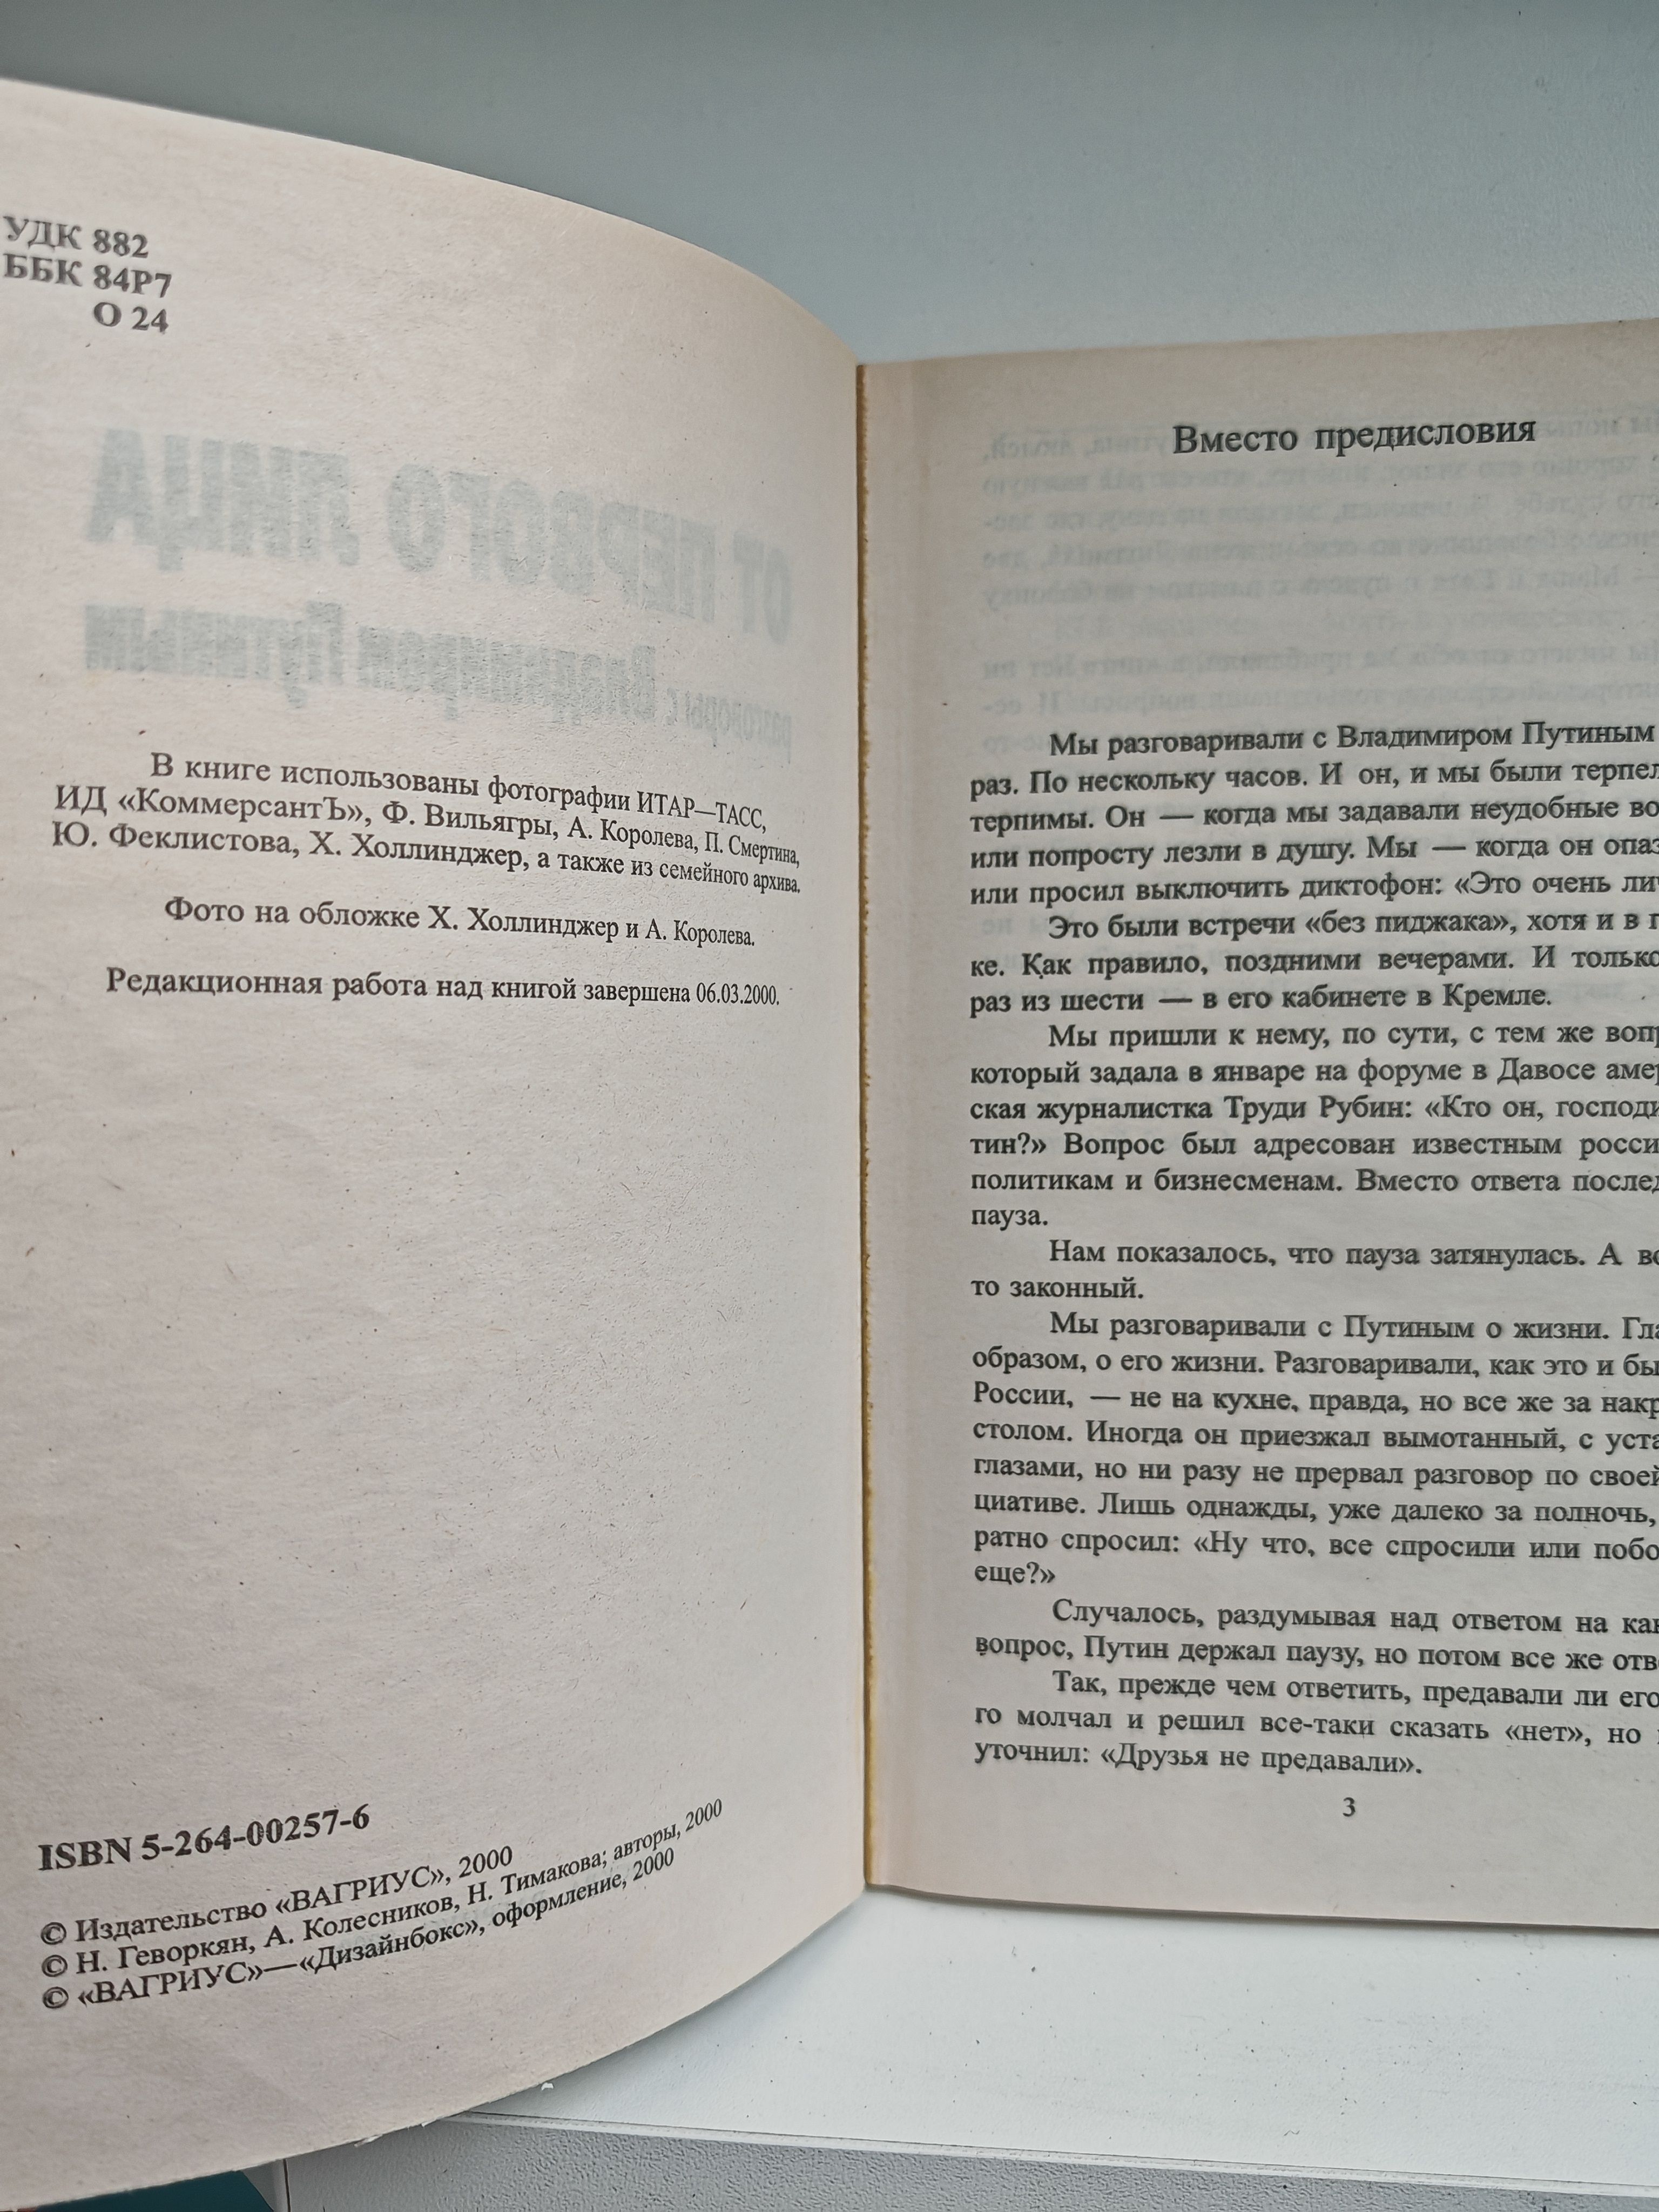 УДК 882
ББК 84Р7
О 24
ОТ ПЕРВОГО ЛИЦА
разговоры с Владимиром Путиным
В книге использованы фотографии ИТАР—ТАСС,
ИД «КоммерсантЪ», Ф. Вильягры, А. Королева, П. Смертина,
Ю. Феклистова, Х. Холлинджер, а также из семейного архива.
Фото на обложке Х. Холлинджер и А. Королева.
Редакционная работа над книгой завершена 06.03.2000.
ISBN 5-264-00257-6
© Издательство «ВАГРИУС», 2000
© Н. Геворкян, А. Колесников, Н. Тимакова; авторы, 2000
© «ВАГРИУС»—«Дизайнбокс», оформление, 2000
Вместо предисловия
Мы разговаривали с Владимиром Путиным
раз. По нескольку часов. И он, и мы были
терпимы. Он — когда мы задавали неудобные
или попросту лезли в душу. Мы — когда он
или просил выключить диктофон: «Это очень
Это были встречи «без пиджака», хотя и в
ке. Как правило, поздними вечерами. И
раз из шести — в его кабинете в Кремле.
Мы пришли к нему, по сути, с тем же
который задала в январе на форуме в Давосе
ская журналистка Труди Рубин: «Кто он,
тин?» Вопрос был адресован известным
политикам и бизнесменам. Вместо ответа
пауза.
Нам показалось, что пауза затянулась. А
то законный.
Мы разговаривали с Путиным о жизни.
образом, о его жизни. Разговаривали, как это и
России, — не на кухне, правда, но все же за
столом. Иногда он приезжал вымотанный, с
глазами, но ни разу не прервал разговор по своей
циативе. Лишь однажды, уже далеко за полночь,
ратно спросил: «Ну что, все спросили или
еще?»
Случалось, раздумывая над ответом на
вопрос, Путин держал паузу, но потом все же
Так, прежде чем ответить, предавали ли его
го молчал и решил все-таки сказать «нет», но
уточнил: «Друзья не предавали».
3